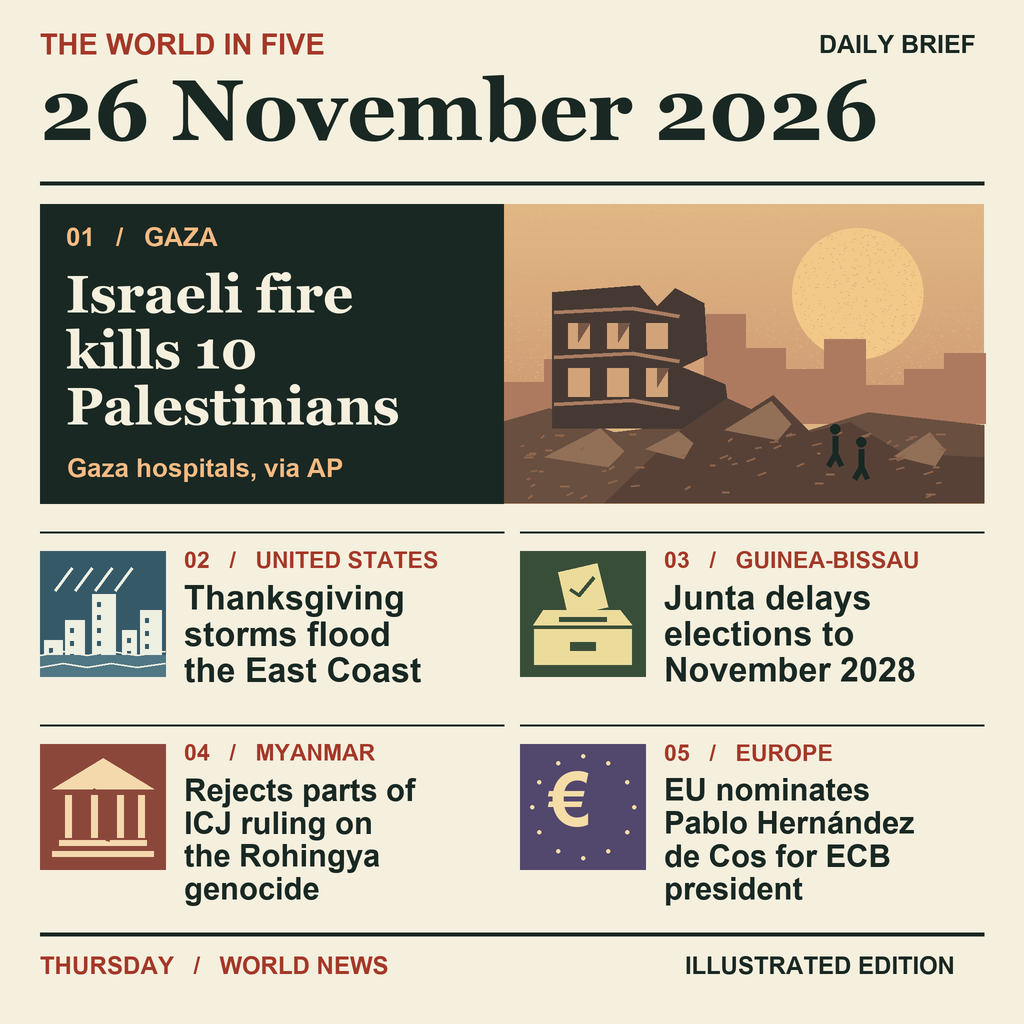 THE WORLD IN FIVE
DAILY BRIEF
26 November 2026
01 / GAZA
Israeli fire
kills 10
Palestinians
Gaza hospitals, via AP
02 / UNITED STATES
Thanksgiving
storms flood
the East Coast
03 / GUINEA-BISSAU
Junta delays
elections to
November 2028
04 / MYANMAR
Rejects parts of
ICJ ruling on
the Rohingya
genocide
€
05 / EUROPE
EU nominates
Pablo Hernández
de Cos for ECB
president
THURSDAY / WORLD NEWS
ILLUSTRATED EDITION